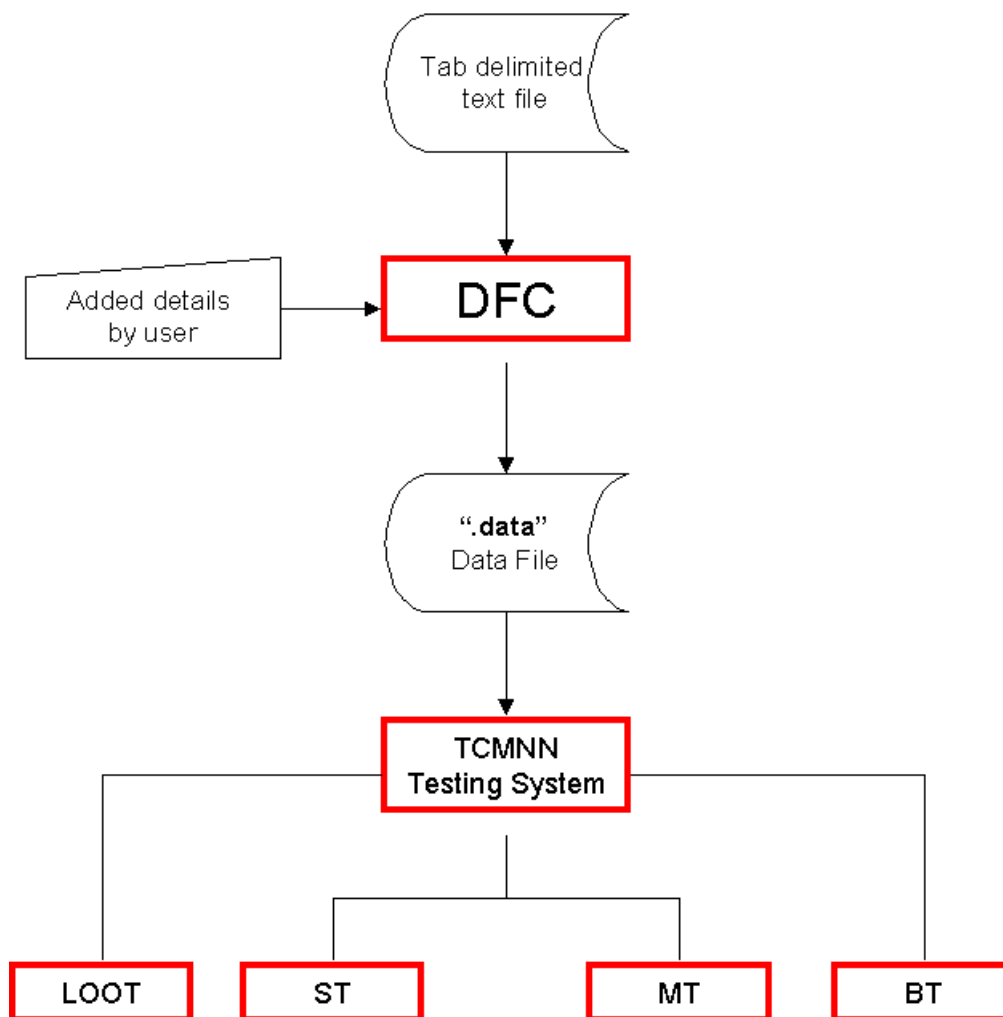 Tab delimited
text file
DFC
Added details
by user
“.data”
Data File
TCMNN
Testing System
LOOT
ST
MT
BT